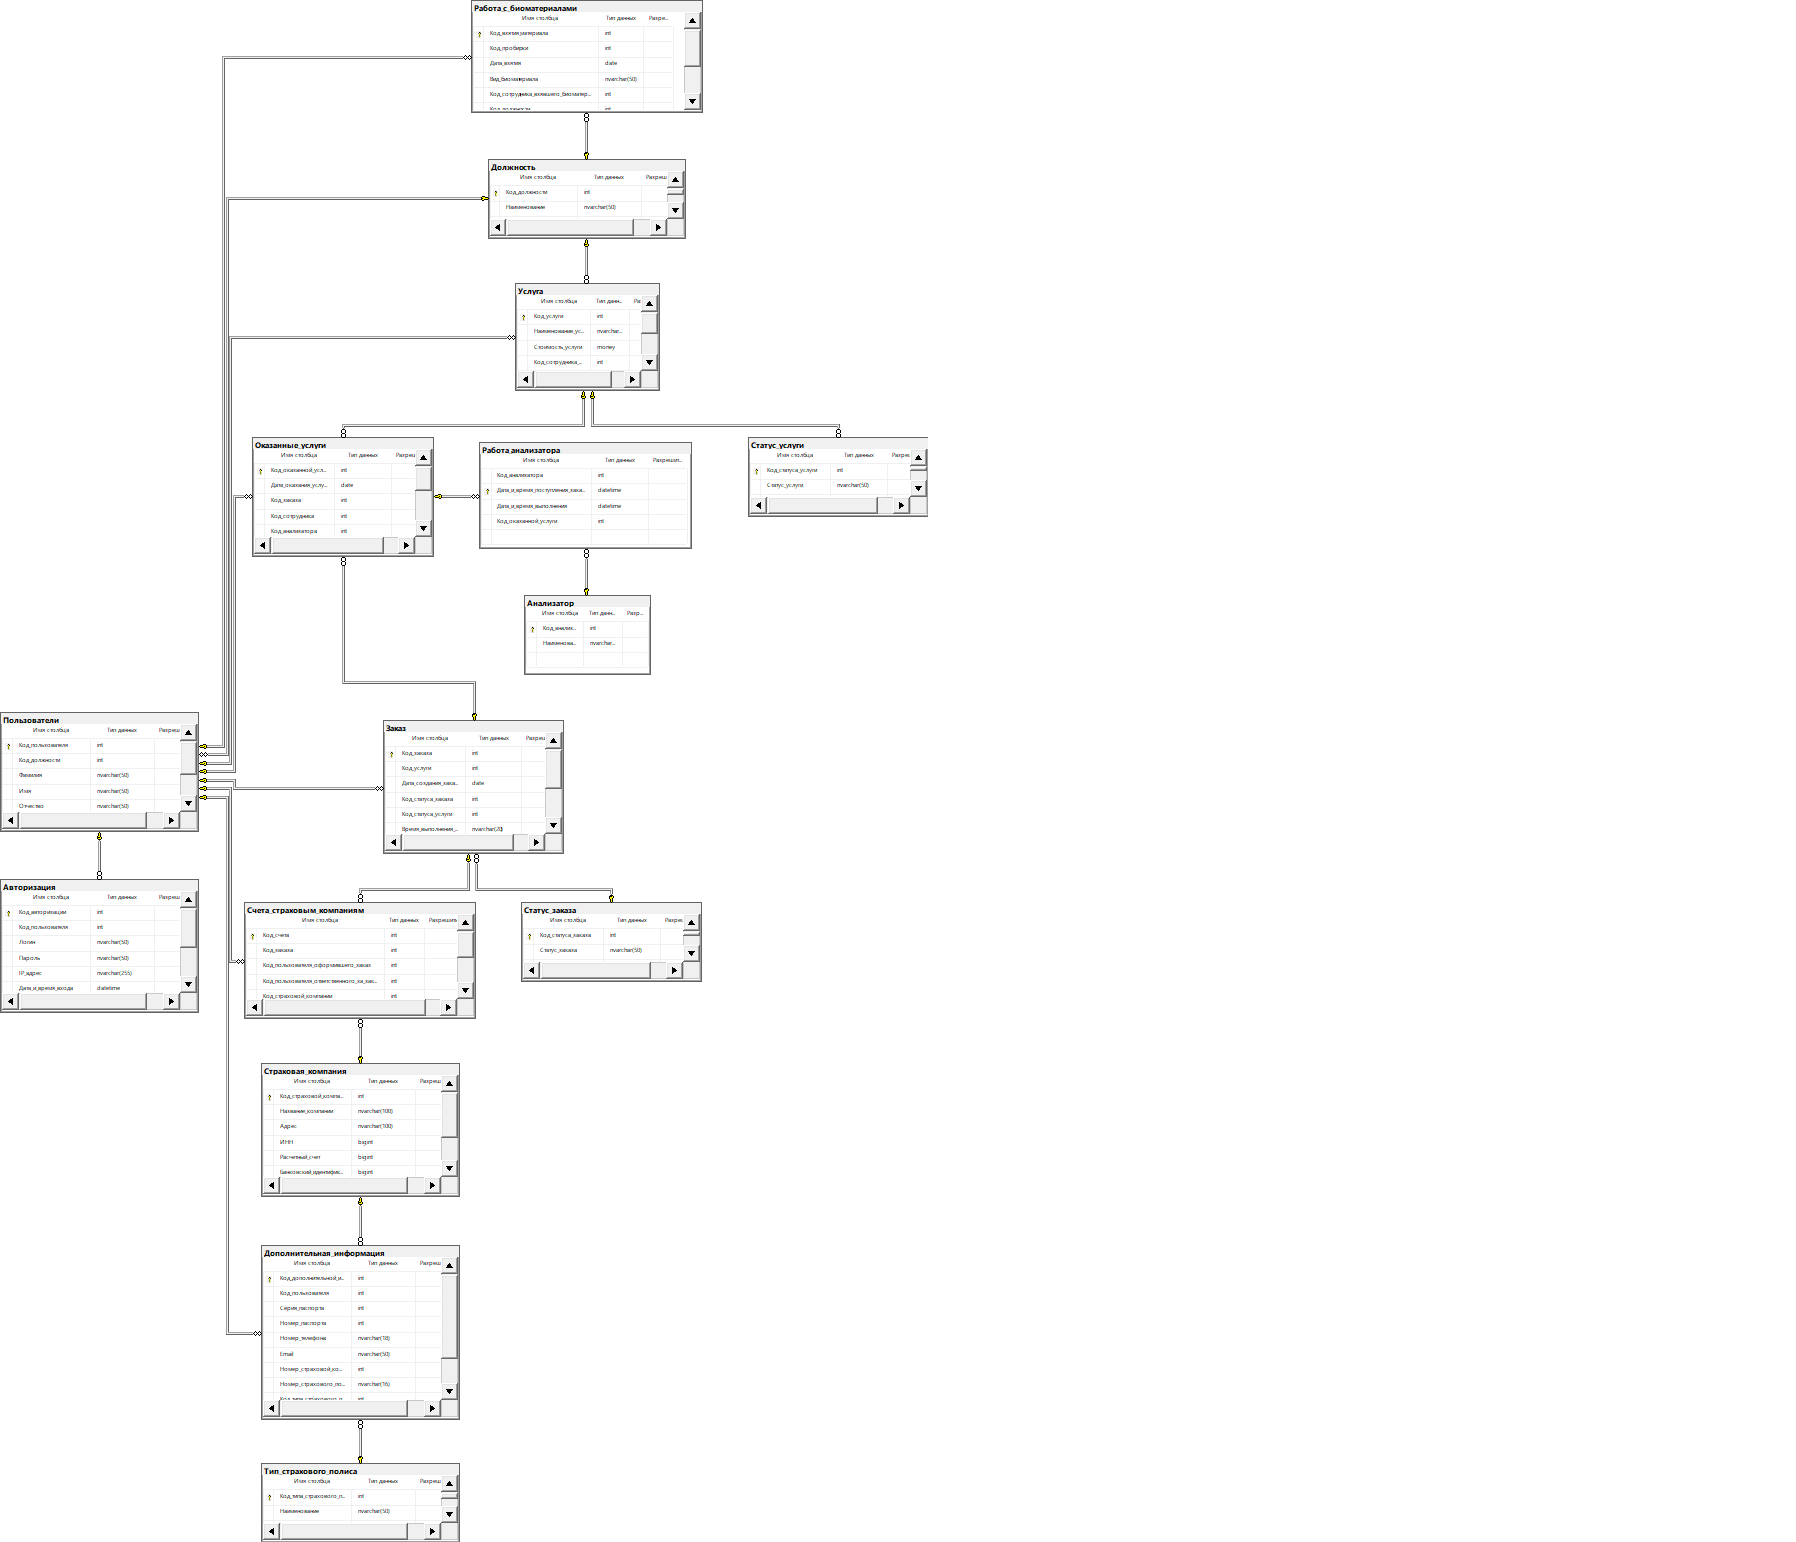 Работа_с_биоматериалами
Имя столбца Тип данных Разре...
Код_взятия_материала int
Код_пробирки int
Дата_взятия date
Вид_биоматериала nvarchar(50)
Код_сотрудника_взявшего_биоматер... int
Код_должности int
Должность
Имя столбца Тип данных Разреш
Код_должности int
Наименование nvarchar(50)
Услуга
Имя столбца Тип данн... Ра:
Код_услуги int
Наименование_ус... nvarchar...
Стоимость_услуги money
Код_сотрудника_... int
Оказанные_услуги
Имя столбца Тип данных Разреш
Код_оказанной_усл... int
Дата_оказания_услу... date
Код_заказа int
Код_сотрудника int
Код_анализатора int
Работа_анализатора
Имя столбца Тип данных Разрешит...
Код_анализатора int
Дата_и_время_поступления_зака... datetime
Дата_и_время_выполнения datetime
Код_оказанной_услуги int
Статус_услуги
Имя столбца Тип данных Разреш
Код_статуса_услуги int
Статус_услуги nvarchar(50)
Анализатор
Имя столбца Тип данн... Разр...
Код_анализ... int
Наименова... nvarchar...
Пользователи
Имя столбца Тип данных Разреш
Код_пользователя int
Код_должности int
Фамилия nvarchar(50)
Имя nvarchar(50)
Отчество nvarchar(50)
Заказ
Имя столбца Тип данных Разреш
Код_заказа int
Код_услуги int
Дата_создания_зака... date
Код_статуса_заказа int
Код_статуса_услуги int
Время_выполнения_... nvarchar(20)
Авторизация
Имя столбца Тип данных Разреш
Код_авторизации int
Код_пользователя int
Логин nvarchar(50)
Пароль nvarchar(50)
IP_адрес nvarchar(255)
Дата_и_время_входа datetime
Счета_страховым_компаниям
Имя столбца Тип данных Разрешить
Код_счета int
Код_заказа int
Код_пользователя_оформившего_заказ int
Код_пользователя_ответственного_за_зак... int
Код_страховой_компании int
Статус_заказа
Имя столбца Тип данных Разреш
Код_статуса_заказа int
Статус_заказа nvarchar(50)
Страховая_компания
Имя столбца Тип данных Разреш
Код_страховой_компа... int
Название_компании nvarchar(100)
Адрес nvarchar(100)
ИНН bigint
Расчетный_счет bigint
Банковский_идентифик... bigint
Дополнительная_информация
Имя столбца Тип данных Разреш
Код_дополнительной_и... int
Код_пользователя int
Серия_паспорта int
Номер_паспорта int
Номер_телефона nvarchar(18)
Email nvarchar(50)
Номер_страховой_ко... int
Номер_страхового_по... nvarchar(16)
Код_типа_страхового_п... int
Тип_страхового_полиса
Имя столбца Тип данных Разреш
Код_типа_страхового_п... int
Наименование nvarchar(50)